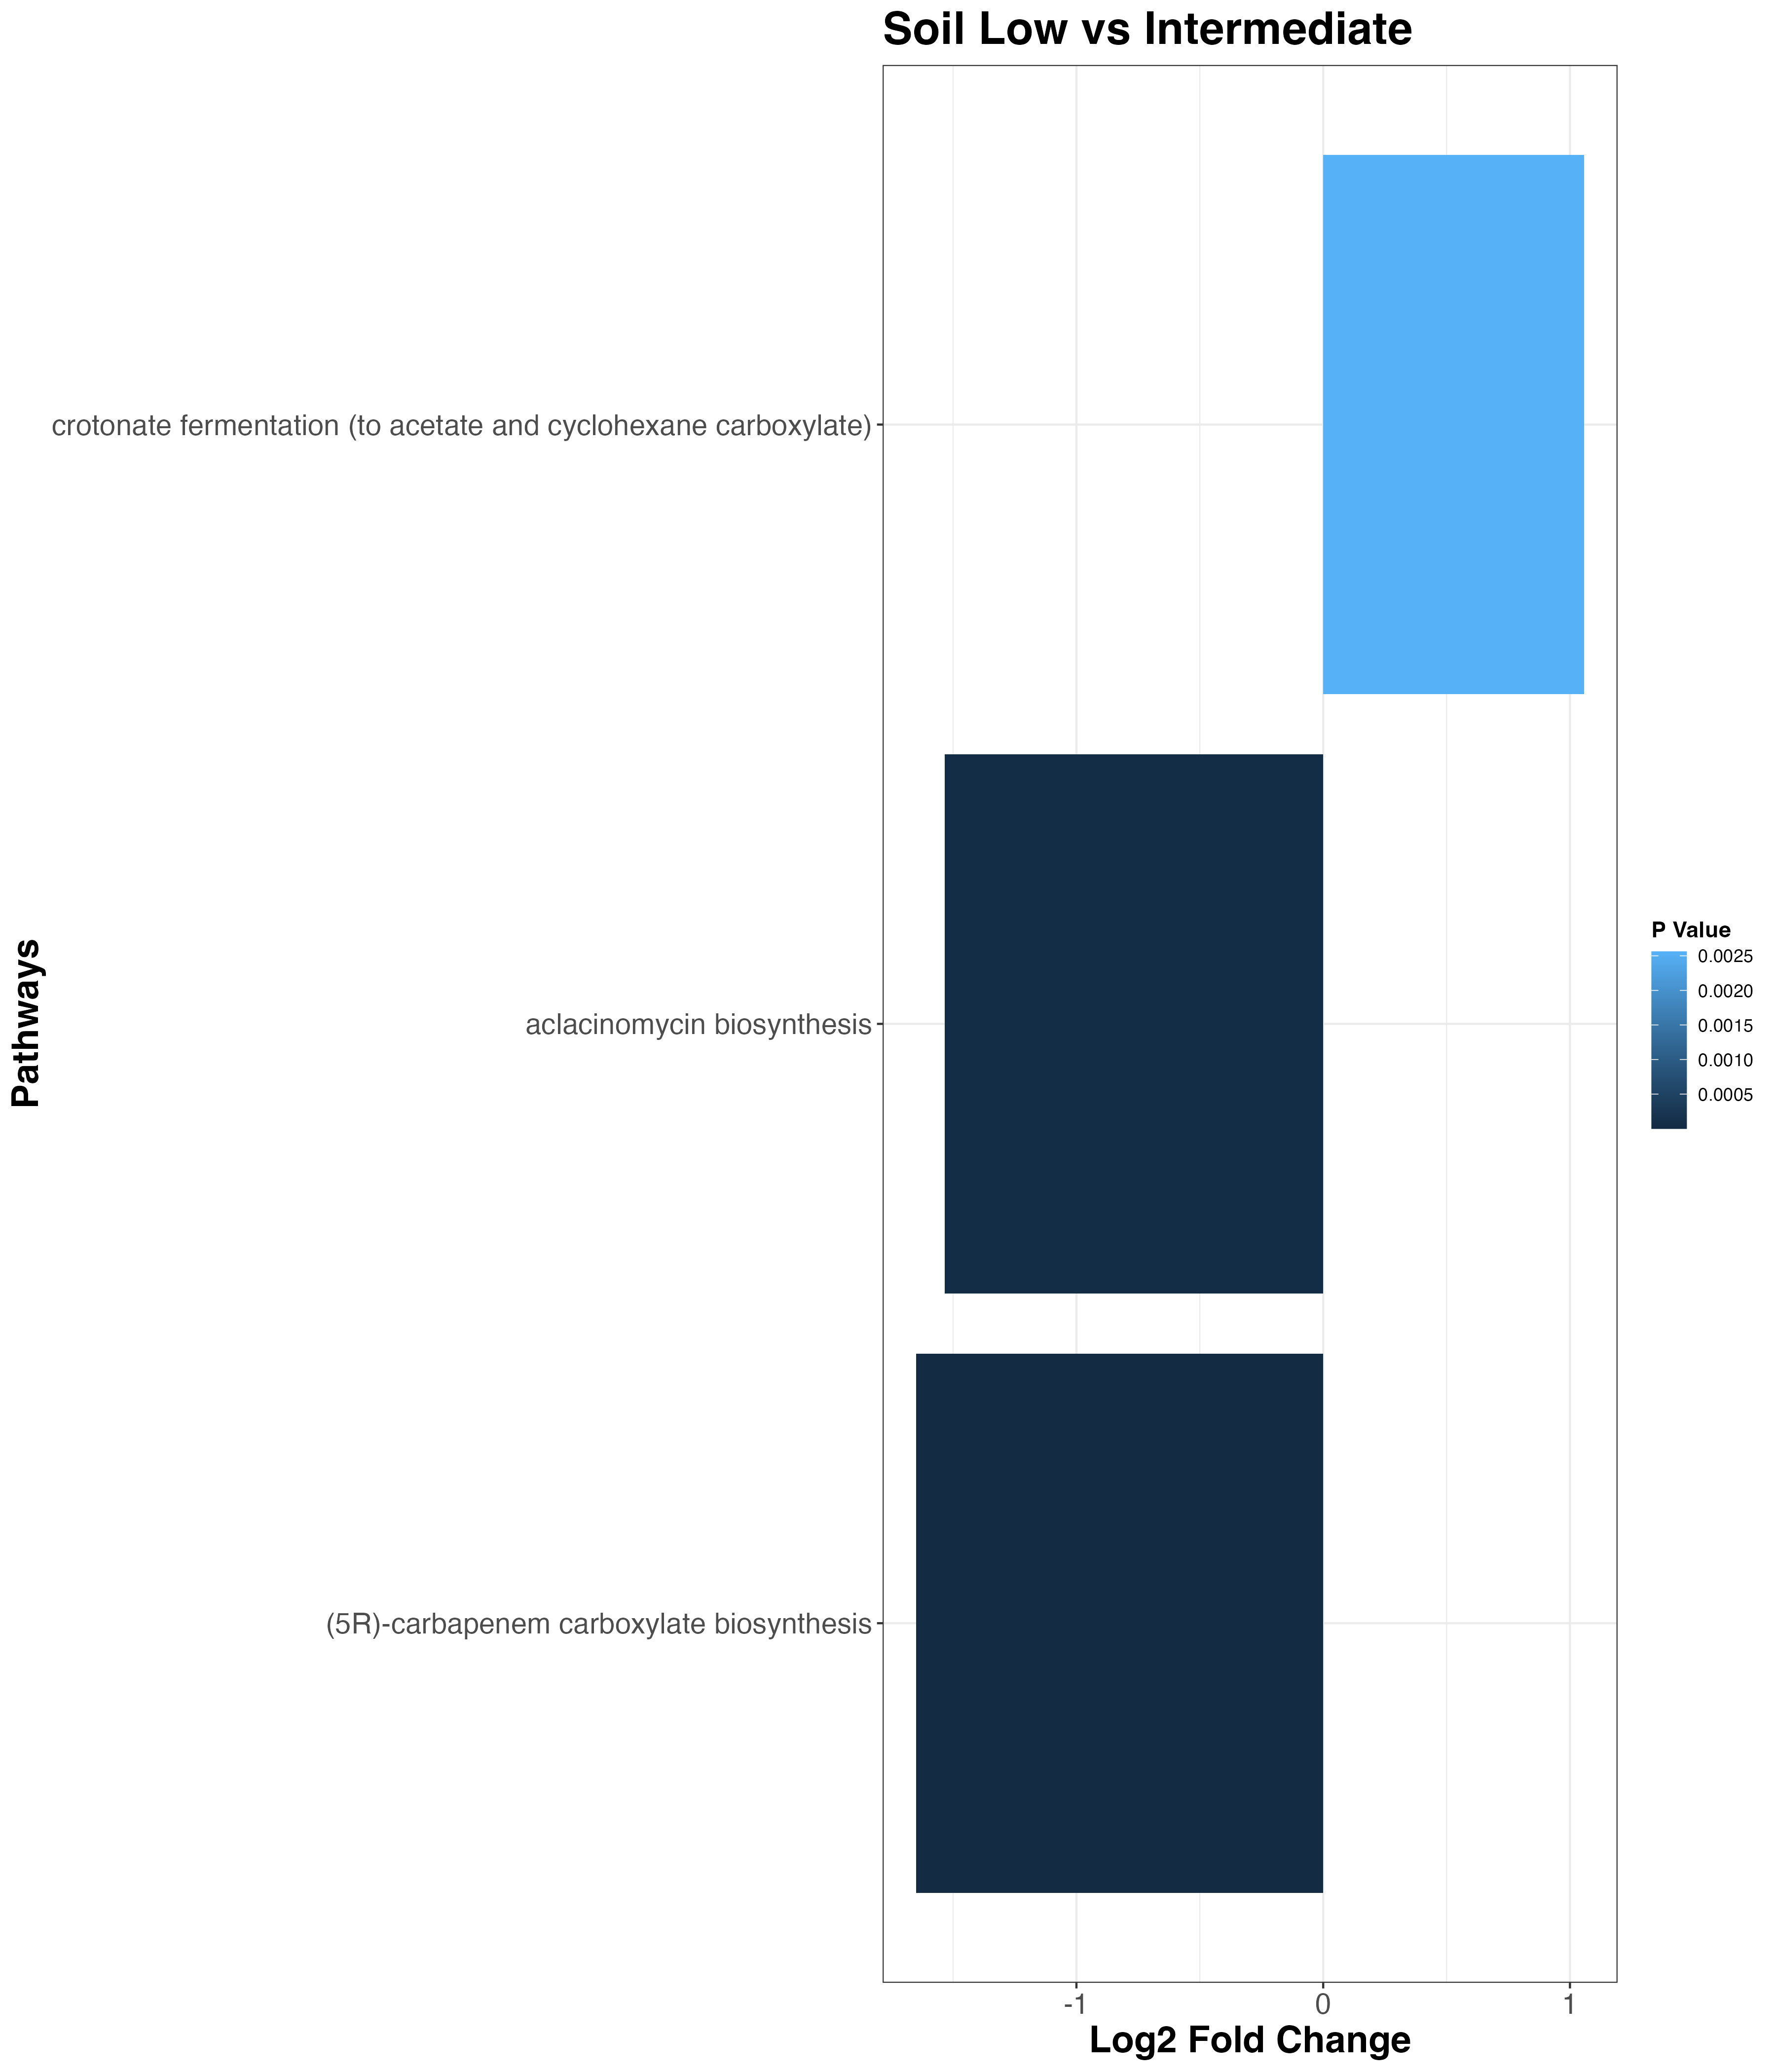 Soil Low vs Intermediate
crotonate fermentation (to acetate and cyclohexane carboxylate)
aclacinomycin biosynthesis
(5R)-carbapenem carboxylate biosynthesis
Pathways
-1
0
1
Log2 Fold Change
P Value
0.0025
0.0020
0.0015
0.0010
0.0005